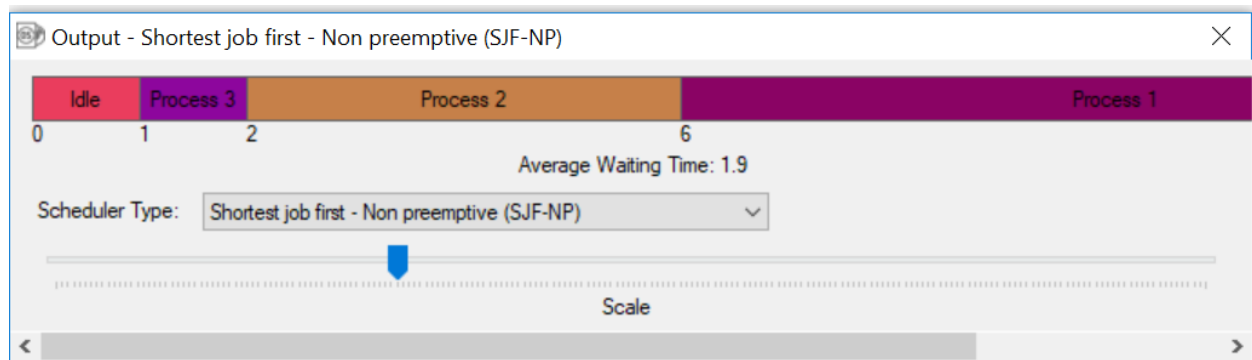 Output - Shortest job first - Non preemptive (SJF-NP)
Idle Process 3 Process 2 Process 1
0 1 2 6
Average Waiting Time: 1.9
Scheduler Type: Shortest job first - Non preemptive (SJF-NP)
Scale